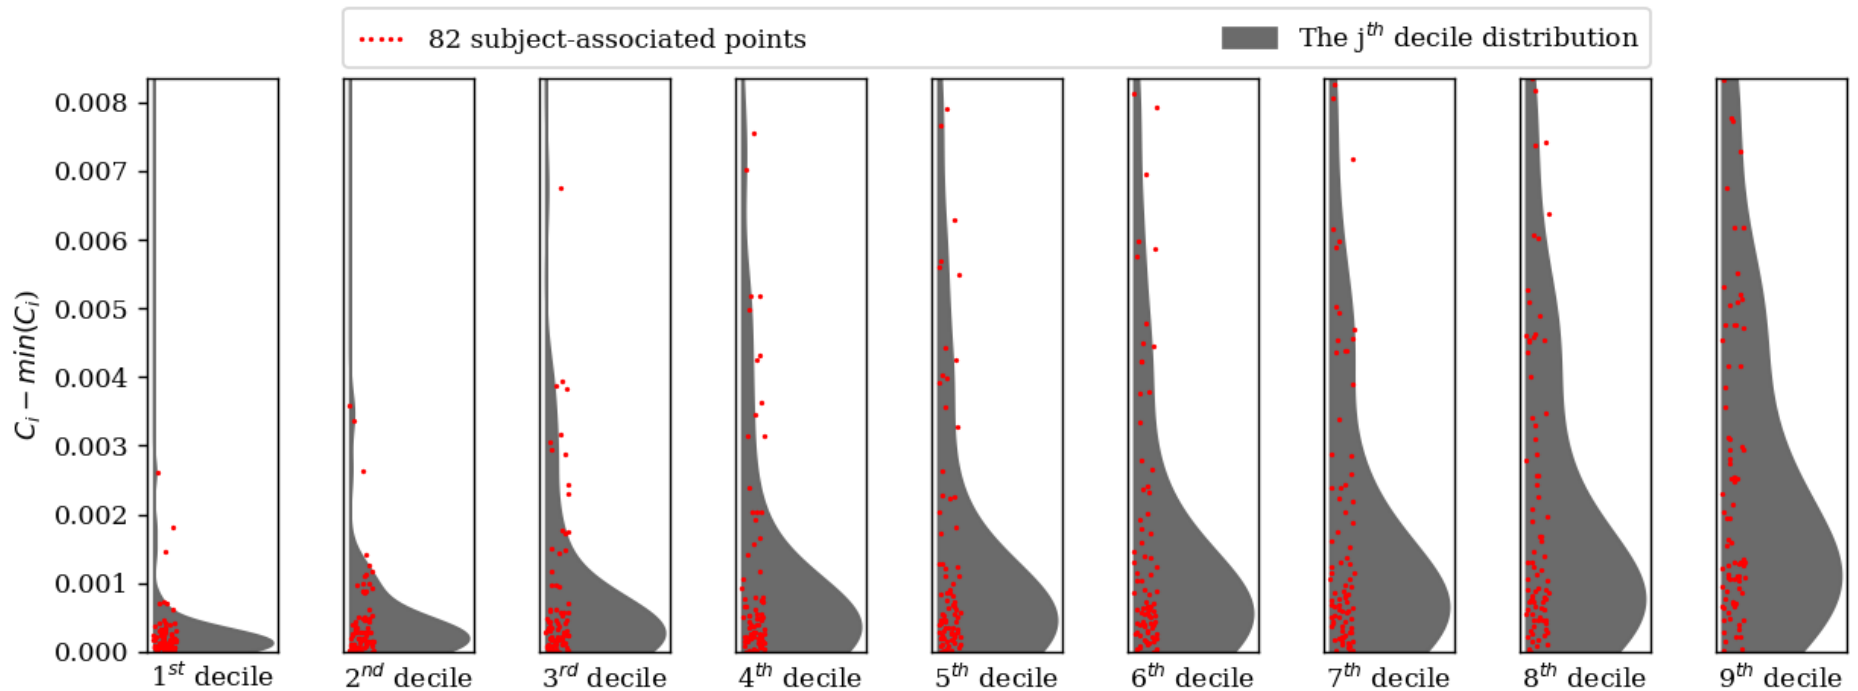 82 subject-associated points
The jᵗʰ decile distribution
Cᵢ − min(Cᵢ)
0.008
0.007
0.006
0.005
0.004
0.003
0.002
0.001
0.000
1ˢᵗ decile 2ⁿᵈ decile 3ʳᵈ decile 4ᵗʰ decile 5ᵗʰ decile 6ᵗʰ decile 7ᵗʰ decile 8ᵗʰ decile 9ᵗʰ decile